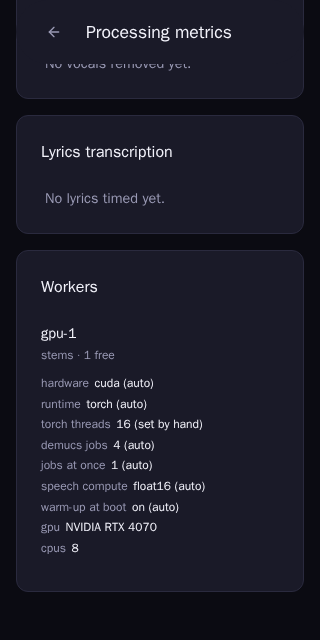 Processing metrics
No vocals removed yet.
Lyrics transcription
No lyrics timed yet.
Workers
gpu-1
stems · 1 free
hardware cuda (auto)
runtime torch (auto)
torch threads 16 (set by hand)
demucs jobs 4 (auto)
jobs at once 1 (auto)
speech compute float16 (auto)
warm-up at boot on (auto)
gpu NVIDIA RTX 4070
cpus 8